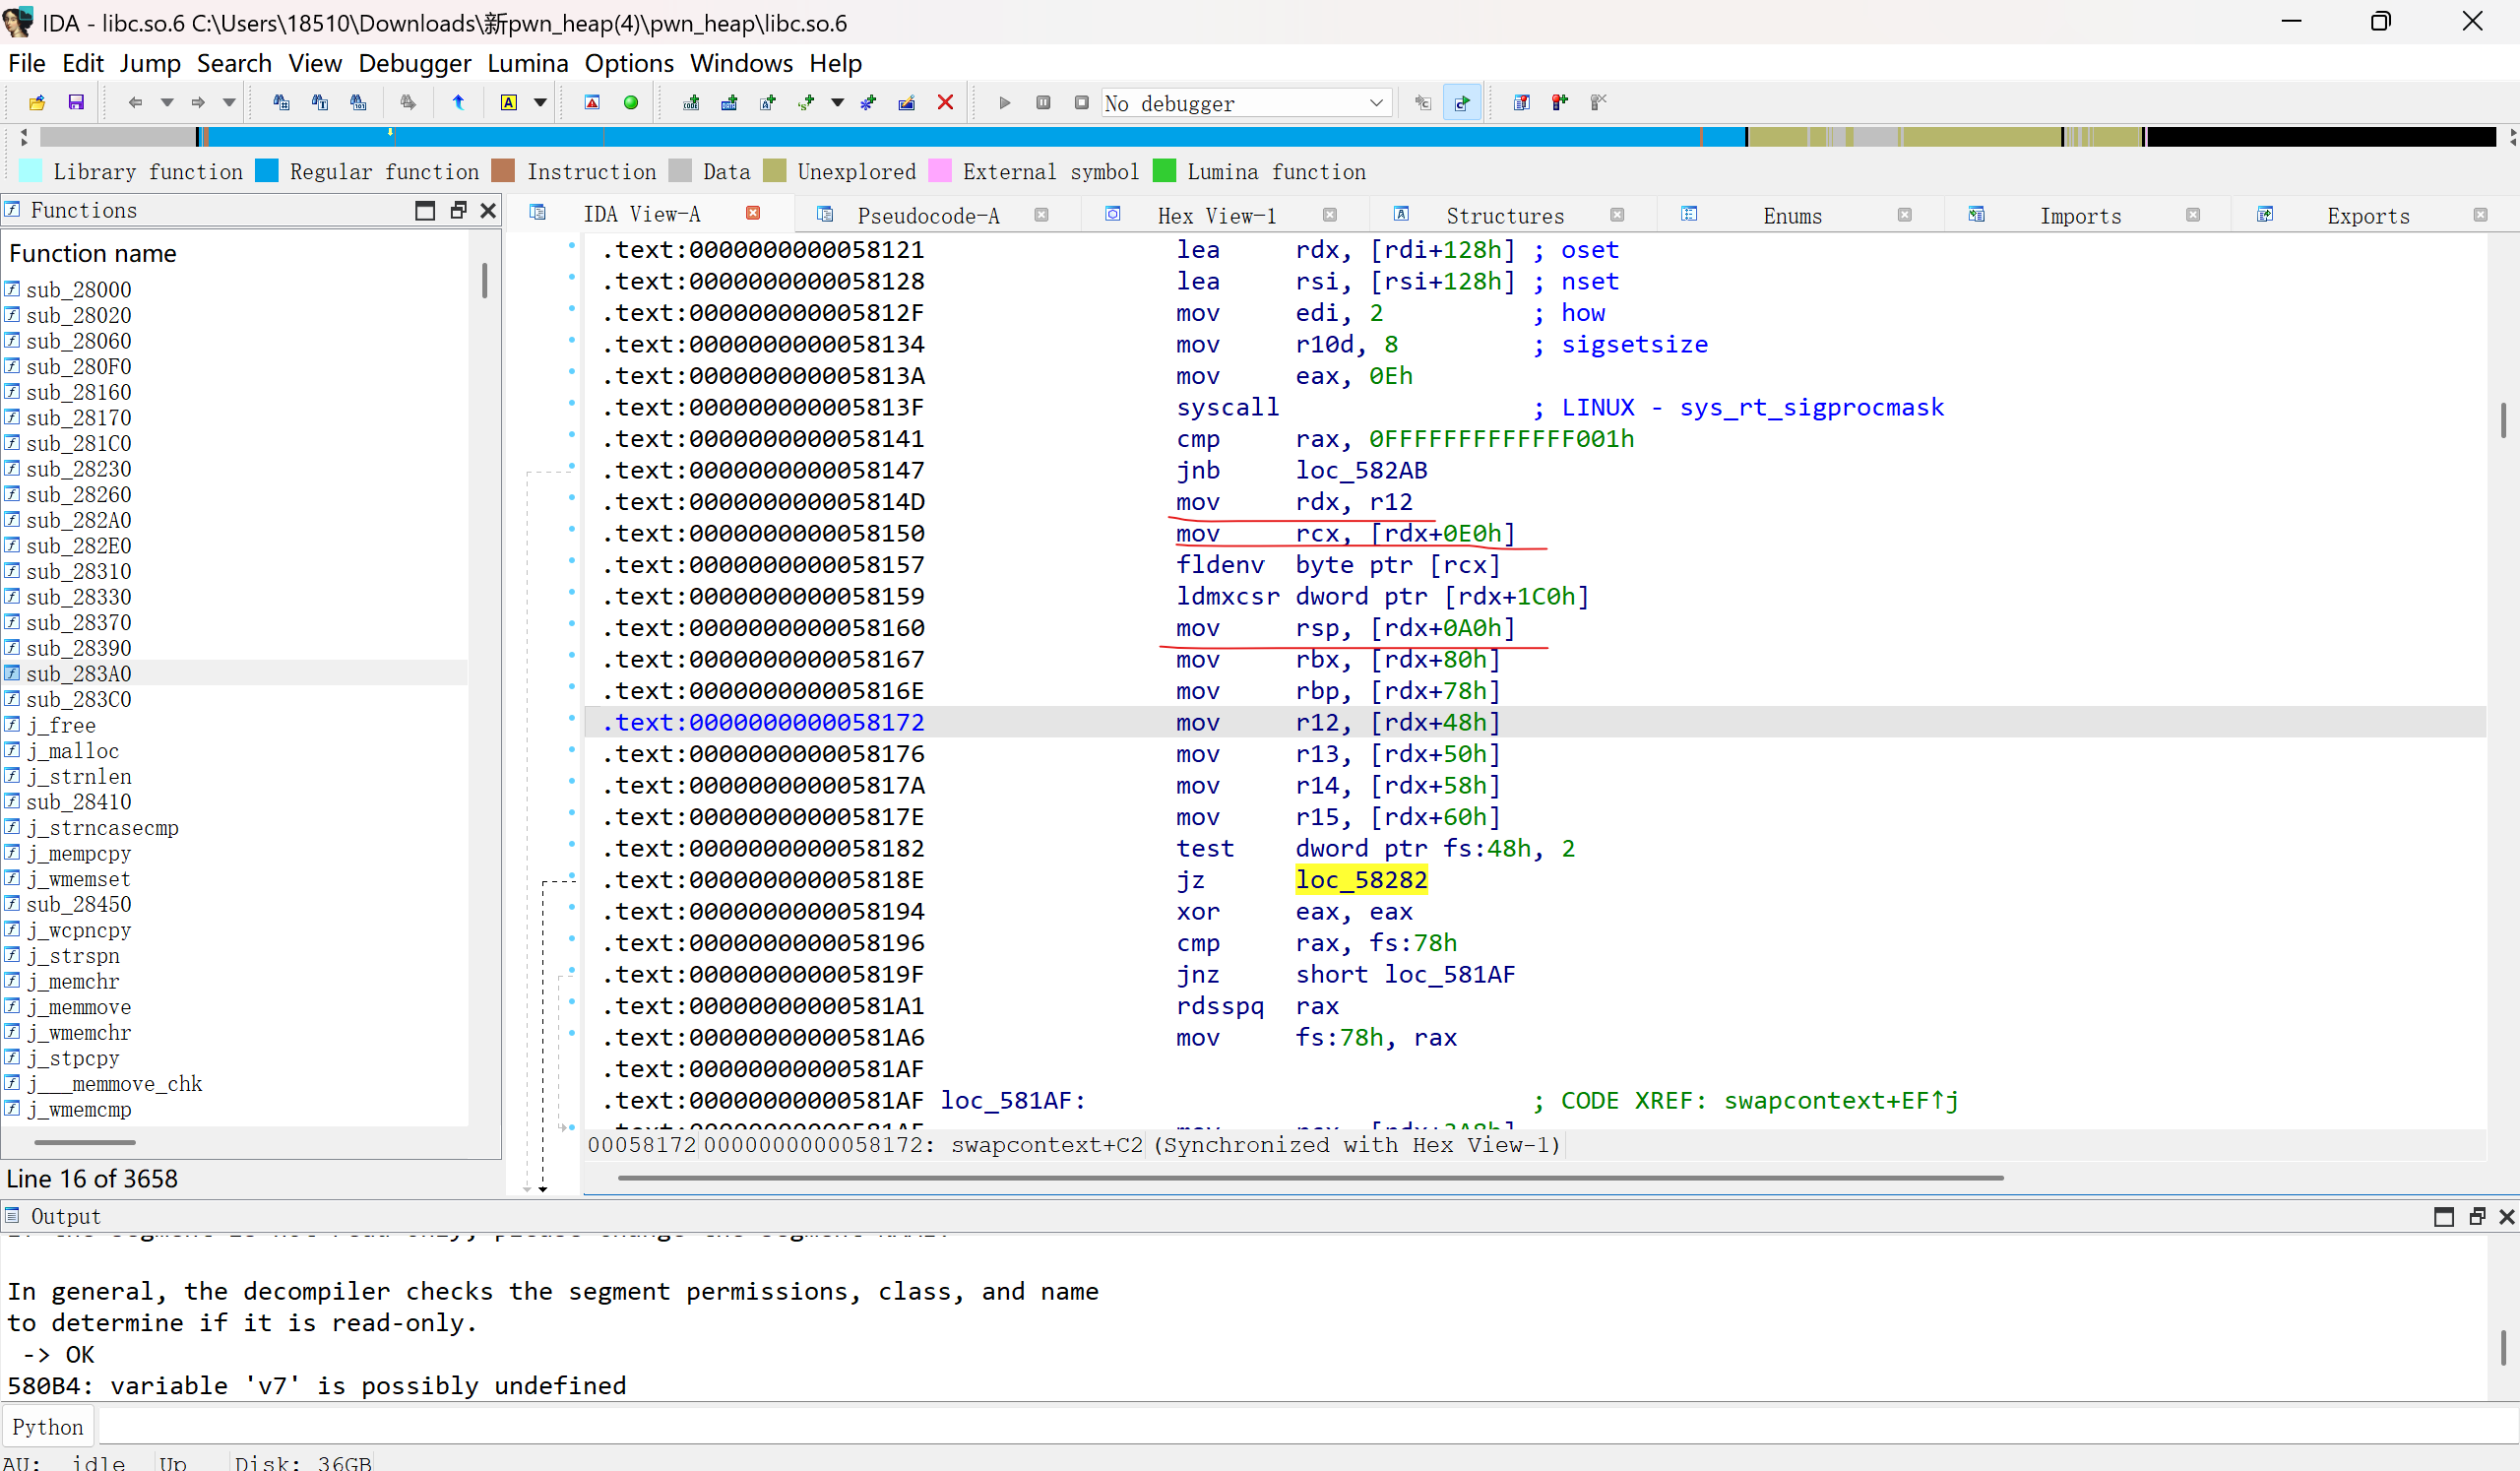 IDA - libc.so.6 C:\Users\18510\Downloads\新pwn_heap(4)\pwn_heap\libc.so.6
File Edit Jump Search View Debugger Lumina Options Windows Help
No debugger
Library function Regular function Instruction Data Unexplored External symbol Lumina function
Functions
Function name
sub_28000
sub_28020
sub_28060
sub_280F0
sub_28160
sub_28170
sub_281C0
sub_28230
sub_28260
sub_282A0
sub_282E0
sub_28310
sub_28330
sub_28370
sub_28390
sub_283A0
sub_283C0
j_free
j_malloc
j_strnlen
sub_28410
j_strncasecmp
j_mempcpy
j_wmemset
sub_28450
j_wcpncpy
j_strspn
j_memchr
j_memmove
j_wmemchr
j_stpcpy
j___memmove_chk
j_wmemcmp
Line 16 of 3658
IDA View-A Pseudocode-A Hex View-1 Structures Enums Imports Exports
.text:0000000000058121 lea rdx, [rdi+128h] ; oset
.text:0000000000058128 lea rsi, [rsi+128h] ; nset
.text:000000000005812F mov edi, 2 ; how
.text:0000000000058134 mov r10d, 8 ; sigsetsize
.text:000000000005813A mov eax, 0Eh
.text:000000000005813F syscall ; LINUX - sys_rt_sigprocmask
.text:0000000000058141 cmp rax, 0FFFFFFFFFFFFF001h
.text:0000000000058147 jnb loc_582AB
.text:000000000005814D mov rdx, r12
.text:0000000000058150 mov rcx, [rdx+0E0h]
.text:0000000000058157 fldenv byte ptr [rcx]
.text:0000000000058159 ldmxcsr dword ptr [rdx+1C0h]
.text:0000000000058160 mov rsp, [rdx+0A0h]
.text:0000000000058167 mov rbx, [rdx+80h]
.text:000000000005816E mov rbp, [rdx+78h]
.text:0000000000058172 mov r12, [rdx+48h]
.text:0000000000058176 mov r13, [rdx+50h]
.text:000000000005817A mov r14, [rdx+58h]
.text:000000000005817E mov r15, [rdx+60h]
.text:0000000000058182 test dword ptr fs:48h, 2
.text:000000000005818E jz loc_58282
.text:0000000000058194 xor eax, eax
.text:0000000000058196 cmp rax, fs:78h
.text:000000000005819F jnz short loc_581AF
.text:00000000000581A1 rdsspq rax
.text:00000000000581A6 mov fs:78h, rax
.text:00000000000581AF
.text:00000000000581AF loc_581AF: ; CODE XREF: swapcontext+EF↑j
00058172 0000000000058172: swapcontext+C2 (Synchronized with Hex View-1)
Output
In general, the decompiler checks the segment permissions, class, and name
to determine if it is read-only.
-> OK
580B4: variable 'v7' is possibly undefined
Python
AU: idle Up Disk: 36GB